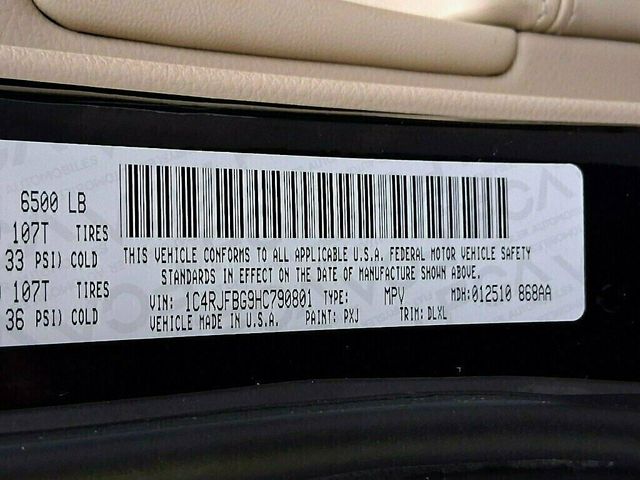 6500 LB
107T TIRES
33 PSI) COLD
107T TIRES
36 PSI) COLD
THIS VEHICLE CONFORMS TO ALL APPLICABLE U.S.A. FEDERAL MOTOR VEHICLE SAFETY
STANDARDS IN EFFECT ON THE DATE OF MANUFACTURE SHOWN ABOVE.
VIN: 1C4RJFBG9HC790801 TYPE: MPV MDH:012510 868AA
VEHICLE MADE IN U.S.A. PAINT: PXJ TRIM: DLXL